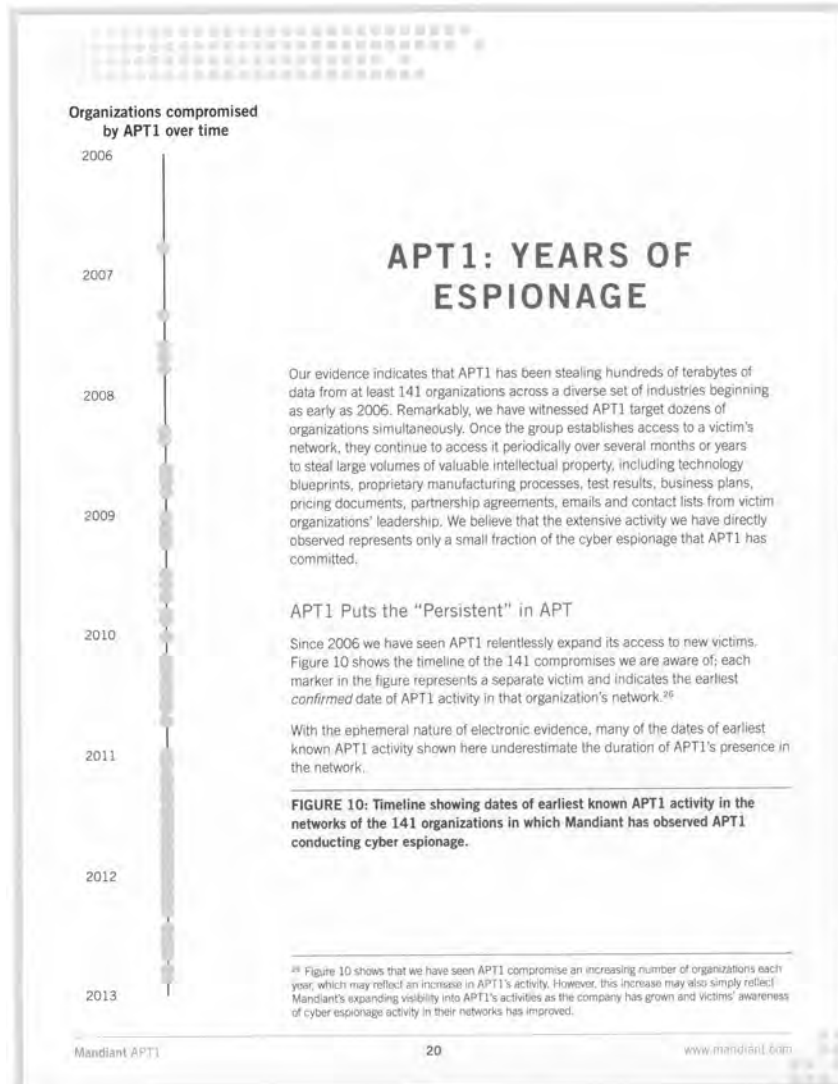 Organizations compromised
by APT1 over time
2006
2007
2008
2009
2010
2011
2012
2013
APT1: YEARS OF
ESPIONAGE
Our evidence indicates that APT1 has been stealing hundreds of terabytes of
data from at least 141 organizations across a diverse set of industries beginning
as early as 2006. Remarkably, we have witnessed APT1 target dozens of
organizations simultaneously. Once the group establishes access to a victim's
network, they continue to access it periodically over several months or years
to steal large volumes of valuable intellectual property, including technology
blueprints, proprietary manufacturing processes, test results, business plans,
pricing documents, partnership agreements, emails and contact lists from victim
organizations' leadership. We believe that the extensive activity we have directly
observed represents only a small fraction of the cyber espionage that APT1 has
committed.
APT1 Puts the “Persistent” in APT
Since 2006 we have seen APT1 relentlessly expand its access to new victims.
Figure 10 shows the timeline of the 141 compromises we are aware of; each
marker in the figure represents a separate victim and indicates the earliest
confirmed date of APT1 activity in that organization's network.26
With the ephemeral nature of electronic evidence, many of the dates of earliest
known APT1 activity shown here underestimate the duration of APT1's presence in
the network.
FIGURE 10: Timeline showing dates of earliest known APT1 activity in the
networks of the 141 organizations in which Mandiant has observed APT1
conducting cyber espionage.
26 Figure 10 shows that we have seen APT1 compromise an increasing number of organizations each
year, which may reflect an increase in APT1's activity. However, this increase may also simply reflect
Mandiant's expanding visibility into APT1's activities as the company has grown and victims' awareness
of cyber espionage activity in their networks has improved.
Mandiant APT1
20
www.mandiant.com